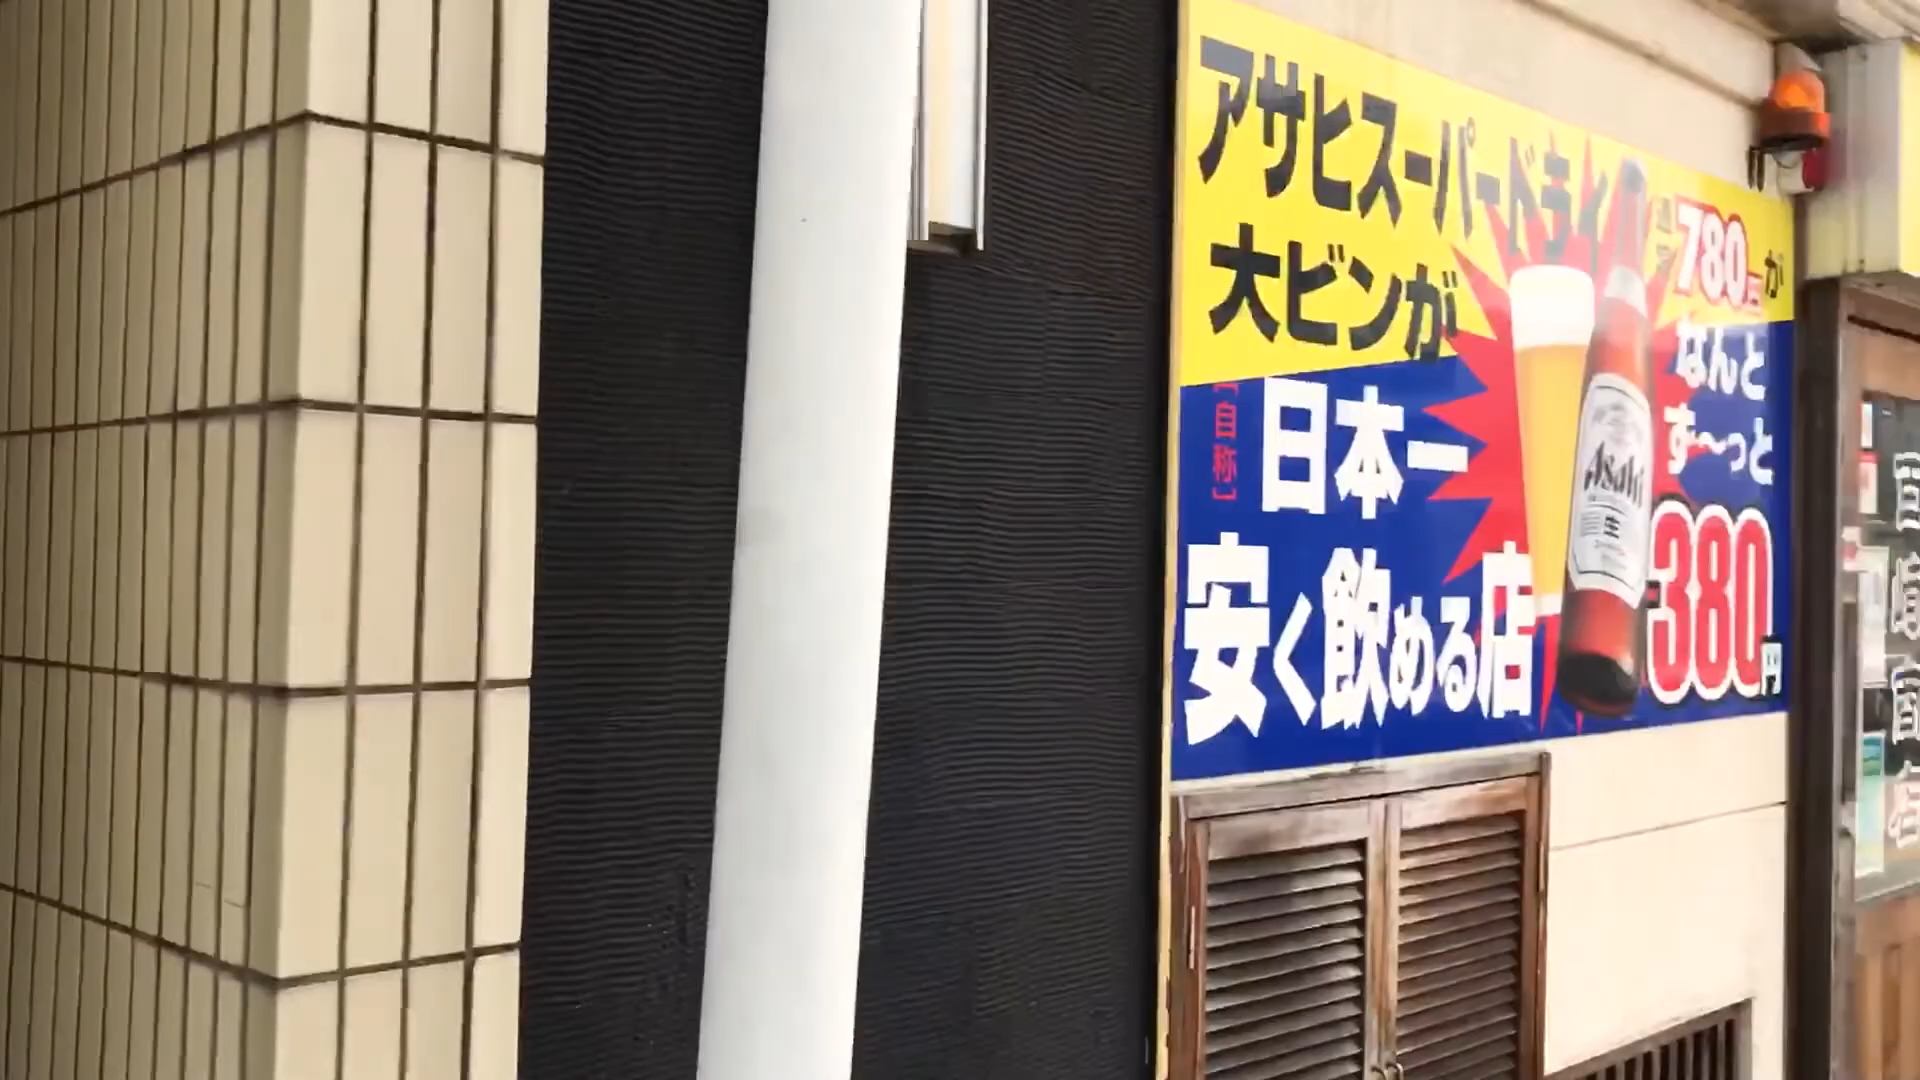 アサヒスーパードライ
大ビンが
780円が
なんと
ず〜っと
380円
[自称]
日本一
安く飲める店
Asahi
生